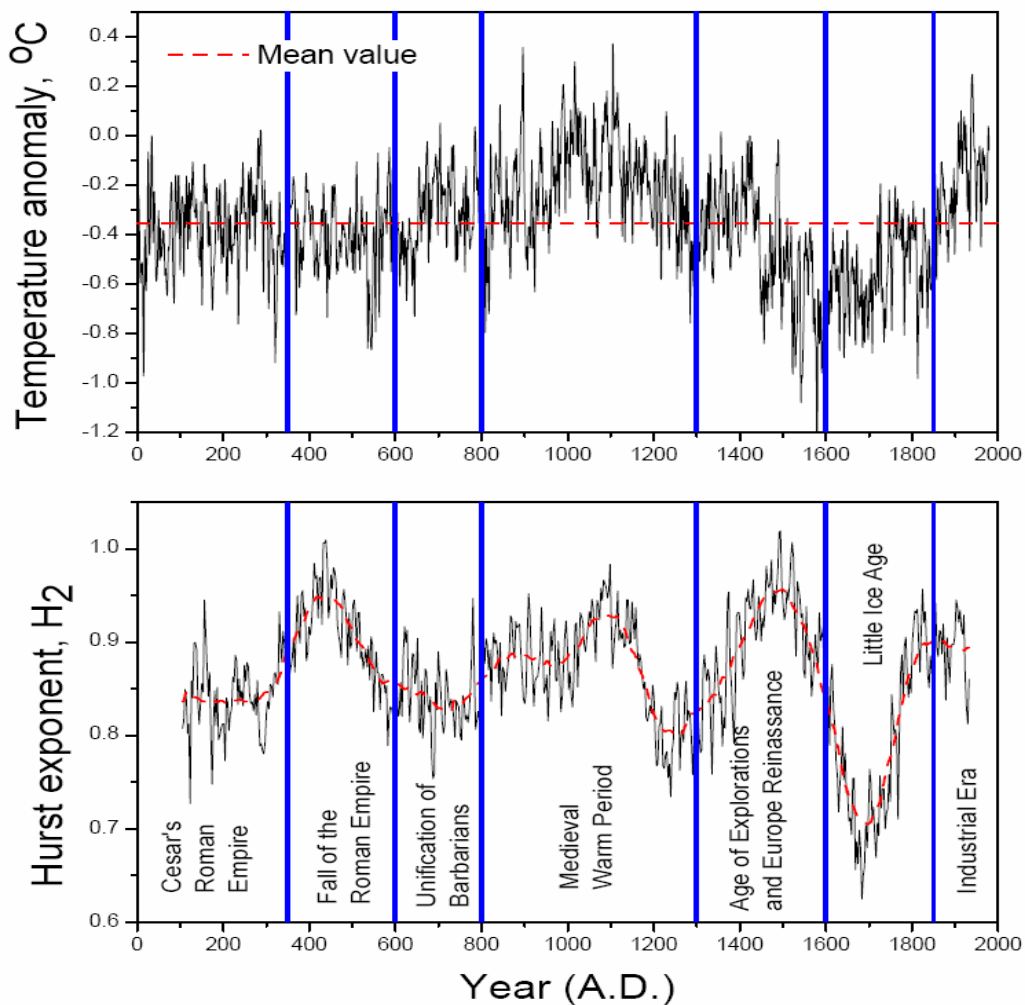 Temperature anomaly, ºC
Mean value
0.4
0.2
0.0
-0.2
-0.4
-0.6
-0.8
-1.0
-1.2
0 200 400 600 800 1000 1200 1400 1600 1800 2000
Hurst exponent, H2
1.0
0.9
0.8
0.7
0.6
Cesar's
Roman
Empire
Fall of the
Roman Empire
Unification of
Barbarians
Medieval
Warm Period
Age of Explorations
and Europe Reinassance
Little Ice Age
Industrial Era
0 200 400 600 800 1000 1200 1400 1600 1800 2000
Year (A.D.)